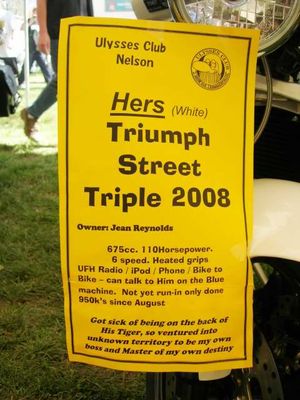 Ulysses Club
Nelson
Hers (White)
Triumph
Street
Triple 2008
Owner: Jean Reynolds
675cc. 110Horsepower.
6 speed. Heated grips
UFH Radio / iPod / Phone / Bike to
Bike – can talk to Him on the Blue
machine. Not yet run-in only done
950k's since August
Got sick of being on the back of
His Tiger, so ventured into
unknown territory to be my own
boss and Master of my own destiny